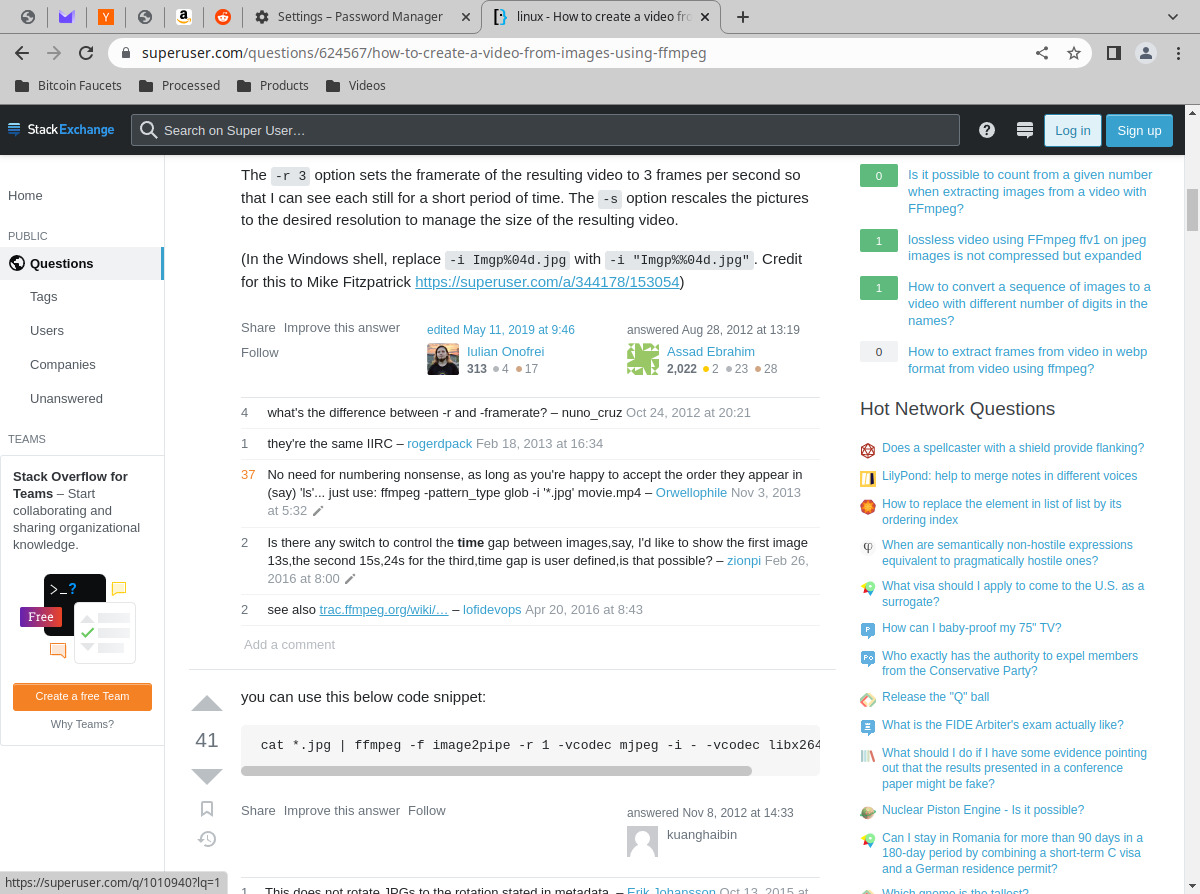 Settings – Password Manager
linux - How to create a video fro
superuser.com/questions/624567/how-to-create-a-video-from-images-using-ffmpeg
Bitcoin Faucets
Processed
Products
Videos
StackExchange
Search on Super User…
Log in
Sign up
Home
PUBLIC
Questions
Tags
Users
Companies
Unanswered
TEAMS
Stack Overflow for
Teams – Start
collaborating and
sharing organizational
knowledge.
>_?
Free
Create a free Team
Why Teams?
The -r 3 option sets the framerate of the resulting video to 3 frames per second so
that I can see each still for a short period of time. The -s option rescales the pictures
to the desired resolution to manage the size of the resulting video.
(In the Windows shell, replace -i Imgp%04d.jpg with -i "Imgp%%04d.jpg". Credit
for this to Mike Fitzpatrick https://superuser.com/a/344178/153054)
Share Improve this answer
Follow
edited May 11, 2019 at 9:46
Iulian Onofrei
313 4 17
answered Aug 28, 2012 at 13:19
Assad Ebrahim
2,022 2 23 28
4 what's the difference between -r and -framerate? – nuno_cruz Oct 24, 2012 at 20:21
1 they're the same IIRC – rogerdpack Feb 18, 2013 at 16:34
37 No need for numbering nonsense, as long as you're happy to accept the order they appear in
(say) 'ls'... just use: ffmpeg -pattern_type glob -i '*.jpg' movie.mp4 – Orwellophile Nov 3, 2013
at 5:32
2 Is there any switch to control the time gap between images,say, I'd like to show the first image
13s,the second 15s,24s for the third,time gap is user defined,is that possible? – zionpi Feb 26,
2016 at 8:00
2 see also trac.ffmpeg.org/wiki/… – lofidevops Apr 20, 2016 at 8:43
Add a comment
41
you can use this below code snippet:
cat *.jpg | ffmpeg -f image2pipe -r 1 -vcodec mjpeg -i - -vcodec libx264
Share Improve this answer Follow
answered Nov 8, 2012 at 14:33
kuanghaibin
1 This does not rotate JPGs to the rotation stated in metadata. – Erik Johansson Oct 13, 2015 at
0 Is it possible to count from a given number
when extracting images from a video with
FFmpeg?
1 lossless video using FFmpeg ffv1 on jpeg
images is not compressed but expanded
1 How to convert a sequence of images to a
video with different number of digits in the
names?
0 How to extract frames from video in webp
format from video using ffmpeg?
Hot Network Questions
Does a spellcaster with a shield provide flanking?
LilyPond: help to merge notes in different voices
How to replace the element in list of list by its
ordering index
When are semantically non-hostile expressions
equivalent to pragmatically hostile ones?
What visa should I apply to come to the U.S. as a
surrogate?
How can I baby-proof my 75" TV?
Who exactly has the authority to expel members
from the Conservative Party?
Release the "Q" ball
What is the FIDE Arbiter's exam actually like?
What should I do if I have some evidence pointing
out that the results presented in a conference
paper might be fake?
Nuclear Piston Engine - Is it possible?
Can I stay in Romania for more than 90 days in a
180-day period by combining a short-term C visa
and a German residence permit?
Which gnome is the tallest?
https://superuser.com/q/1010940?lq=1